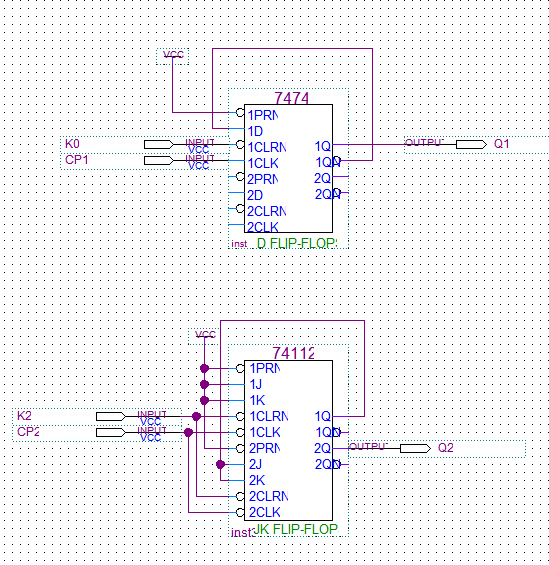 VCC
7474
1PRN
1D
K0 INPUT VCC 1CLRN 1Q OUTPUT Q1
CP1 INPUT VCC 1CLK 1QN
2PRN 2Q
2D 2QN
2CLRN
2CLK
inst D FLIP-FLOPS
VCC
74112
1PRN
1J
1K
K2 INPUT VCC 1CLRN 1Q
CP2 INPUT VCC 1CLK 1QN
2PRN 2Q OUTPUT Q2
2J 2QN
2K
2CLRN
2CLK
JK FLIP-FLOP